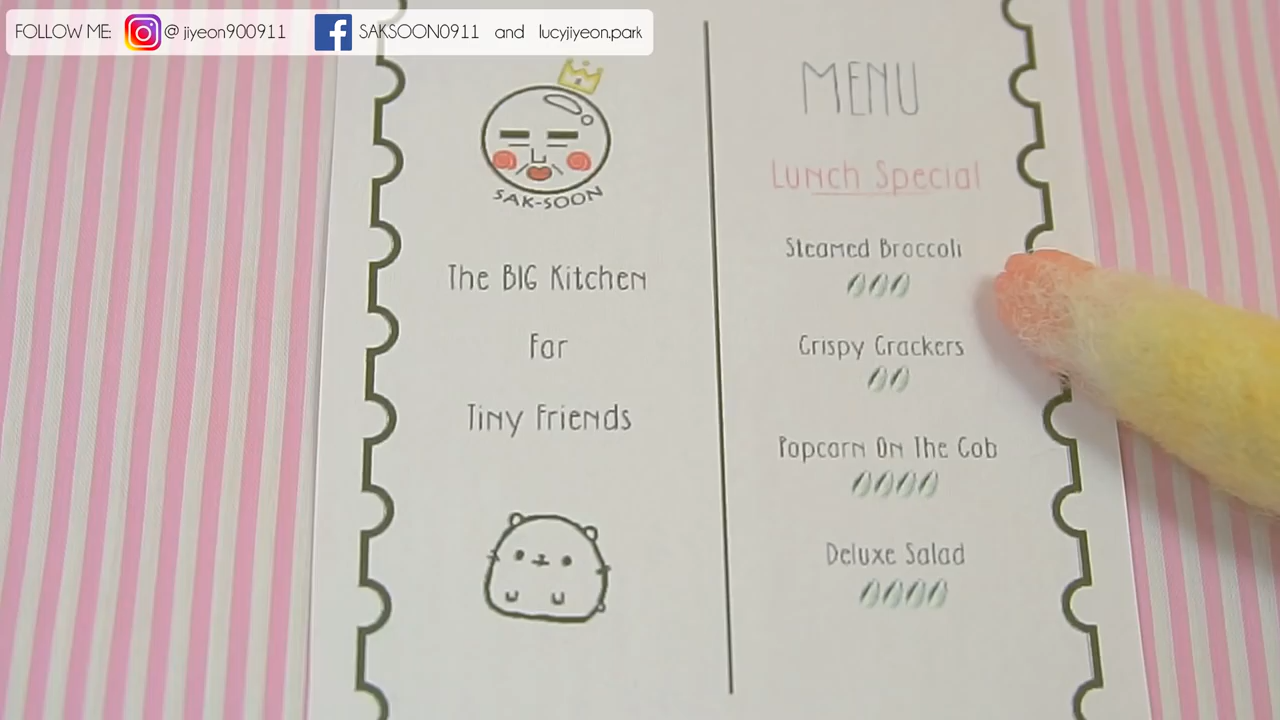 FOLLOW ME: @jiyeon900911 SAKSOON0911 and lucyjiyeon.park
SAK-SOON
The BIG Kitchen
For
Tiny Friends
MENU
Lunch Special
Steamed Broccoli
Crispy Crackers
Popcorn On The Cob
Deluxe Salad